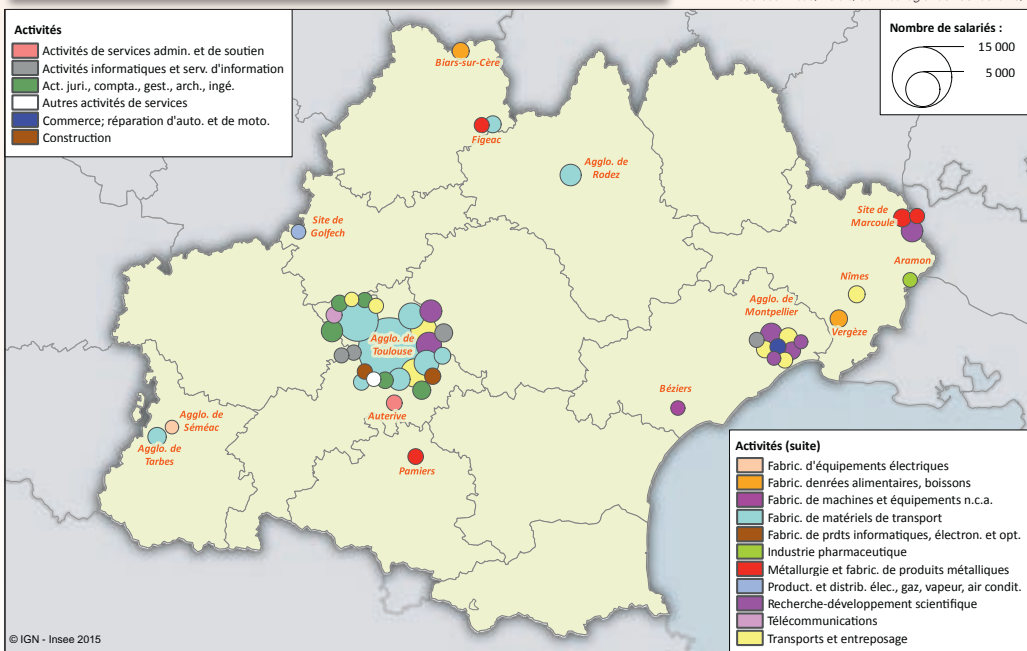 Activités
Activités de services admin. et de soutien
Activités informatiques et serv. d'information
Act. juri., compta., gest., arch., ingé.
Autres activités de services
Commerce; réparation d'auto. et de moto.
Construction
Nombre de salariés :
15 000
5 000
Biars-sur-Cère
Figeac
Agglo. de
Rodez
Site de
Golfech
Site de
Marcoule
Aramon
Nîmes
Agglo. de
Montpellier
Vergèze
Agglo. de
Toulouse
Béziers
Auterive
Agglo. de
Séméac
Agglo. de
Tarbes
Pamiers
Activités (suite)
Fabric. d'équipements électriques
Fabric. denrées alimentaires, boissons
Fabric. de machines et équipements n.c.a.
Fabric. de matériels de transport
Fabric. de prdts informatiques, électron. et opt.
Industrie pharmaceutique
Métallurgie et fabric. de produits métalliques
Product. et distrib. élec., gaz, vapeur, air condit.
Recherche-développement scientifique
Télécommunications
Transports et entreposage
© IGN - Insee 2015